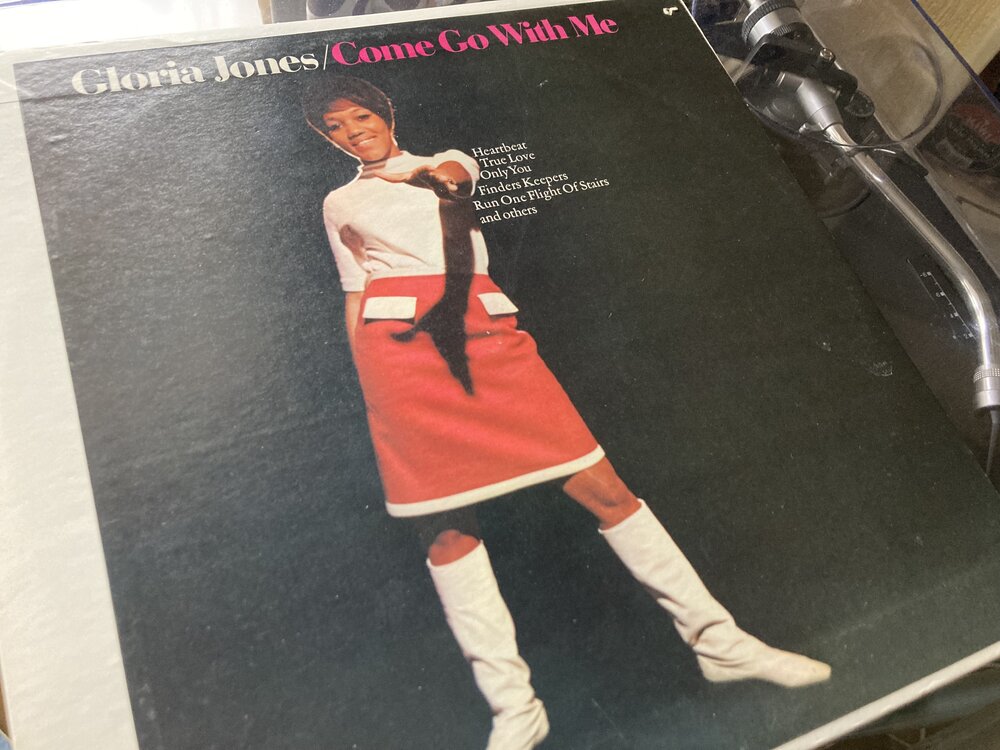 Gloria Jones/Come Go With Me
Heartbeat
True Love
Only You
Finders Keepers
Run One Flight Of Stairs
and others